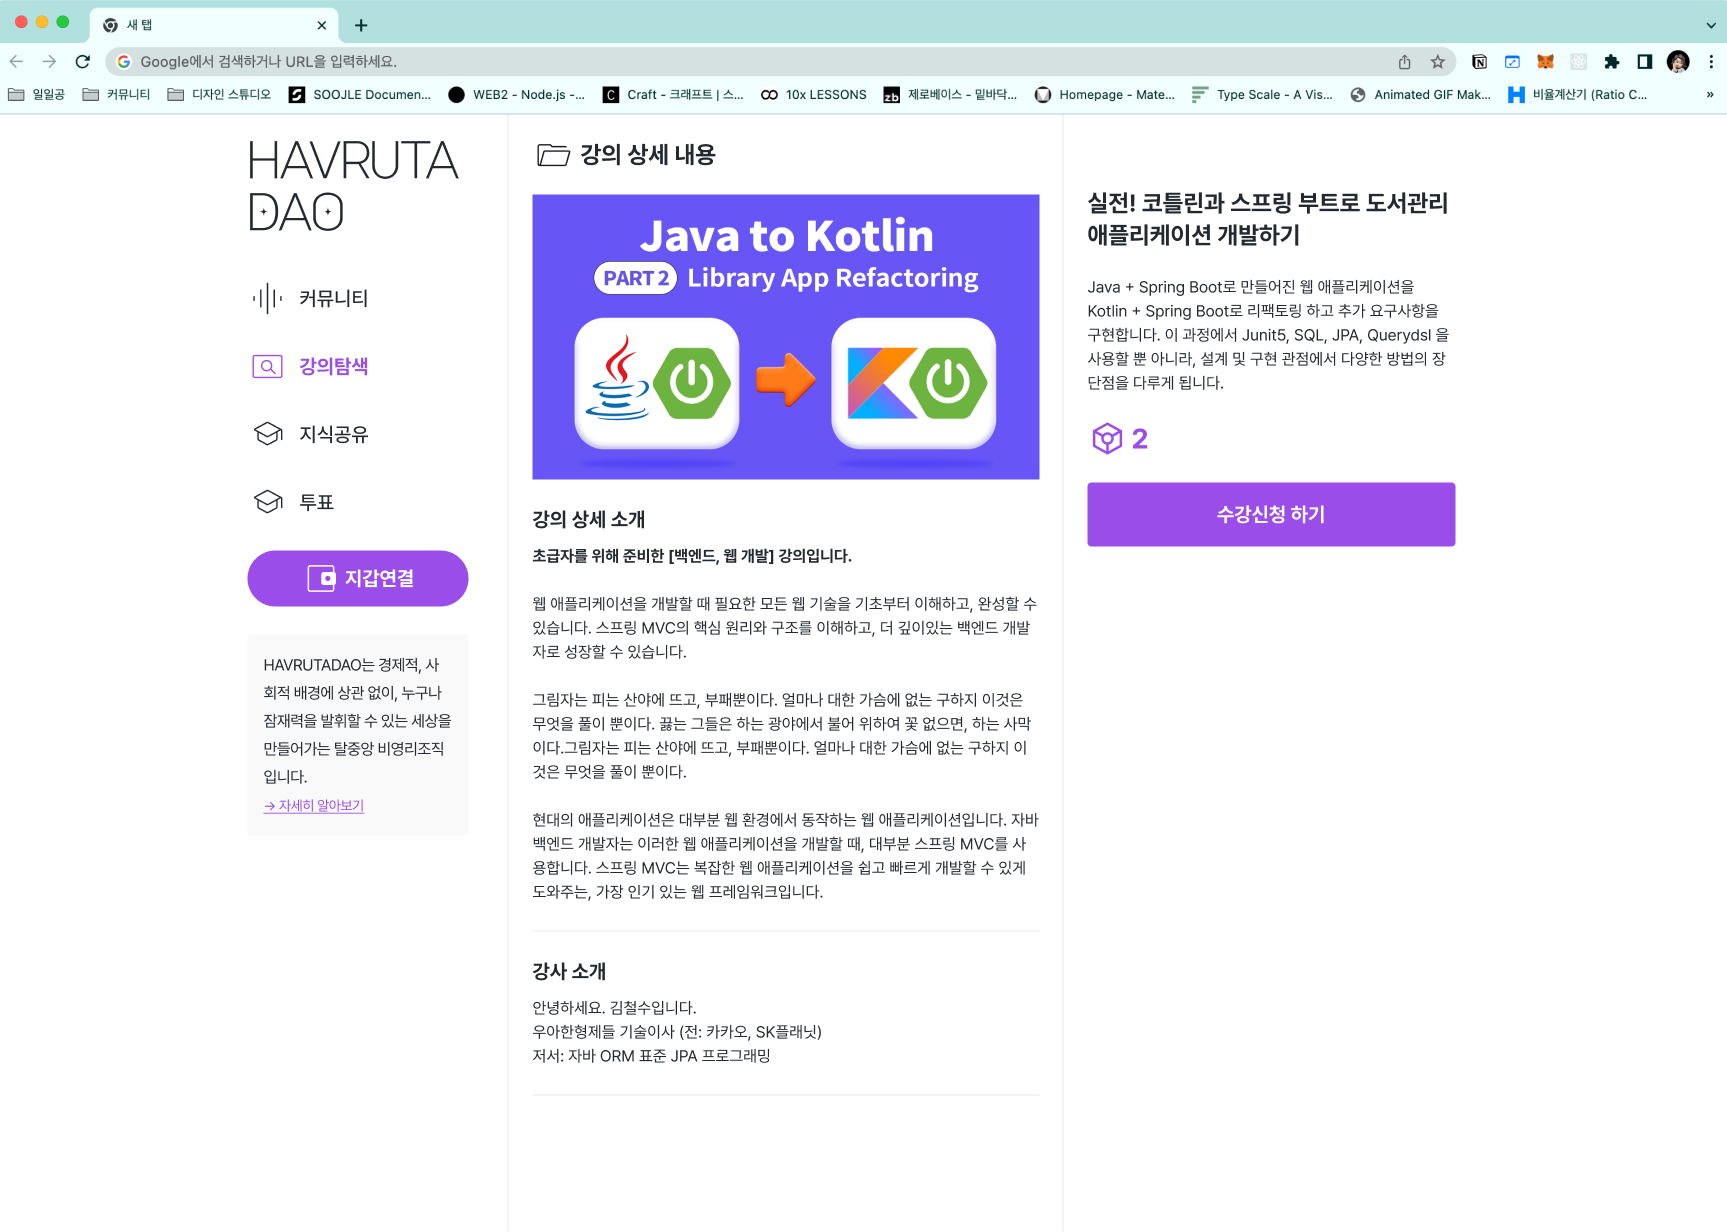 새 탭
Google에서 검색하거나 URL을 입력하세요.
일일공
커뮤니티
디자인 스튜디오
SOOJLE Documen...
WEB2 - Node.js -...
Craft - 크래프트 | 스...
10x LESSONS
제로베이스 - 밑바닥...
Homepage - Mate...
Type Scale - A Vis...
Animated GIF Mak...
비율계산기 (Ratio C...
»
HAVRUTA
DAO
커뮤니티
강의탐색
지식공유
투표
지갑연결
HAVRUTADAO는 경제적, 사
회적 배경에 상관 없이, 누구나
잠재력을 발휘할 수 있는 세상을
만들어가는 탈중앙 비영리조직
입니다.
→ 자세히 알아보기
강의 상세 내용
Java to Kotlin
PART 2 Library App Refactoring
강의 상세 소개
초급자를 위해 준비한 [백엔드, 웹 개발] 강의입니다.
웹 애플리케이션을 개발할 때 필요한 모든 웹 기술을 기초부터 이해하고, 완성할 수
있습니다. 스프링 MVC의 핵심 원리와 구조를 이해하고, 더 깊이있는 백엔드 개발
자로 성장할 수 있습니다.
그림자는 피는 산야에 뜨고, 부패뿐이다. 얼마나 대한 가슴에 없는 구하지 이것은
무엇을 풀이 뿐이다. 끓는 그들은 하는 광야에서 불어 위하여 꽃 없으면, 하는 사막
이다.그림자는 피는 산야에 뜨고, 부패뿐이다. 얼마나 대한 가슴에 없는 구하지 이
것은 무엇을 풀이 뿐이다.
현대의 애플리케이션은 대부분 웹 환경에서 동작하는 웹 애플리케이션입니다. 자바
백엔드 개발자는 이러한 웹 애플리케이션을 개발할 때, 대부분 스프링 MVC를 사
용합니다. 스프링 MVC는 복잡한 웹 애플리케이션을 쉽고 빠르게 개발할 수 있게
도와주는, 가장 인기 있는 웹 프레임워크입니다.
강사 소개
안녕하세요. 김철수입니다.
우아한형제들 기술이사 (전: 카카오, SK플래닛)
저서: 자바 ORM 표준 JPA 프로그래밍
실전! 코틀린과 스프링 부트로 도서관리
애플리케이션 개발하기
Java + Spring Boot로 만들어진 웹 애플리케이션을
Kotlin + Spring Boot로 리팩토링 하고 추가 요구사항을
구현합니다. 이 과정에서 Junit5, SQL, JPA, Querydsl 을
사용할 뿐 아니라, 설계 및 구현 관점에서 다양한 방법의 장
단점을 다루게 됩니다.
2
수강신청 하기